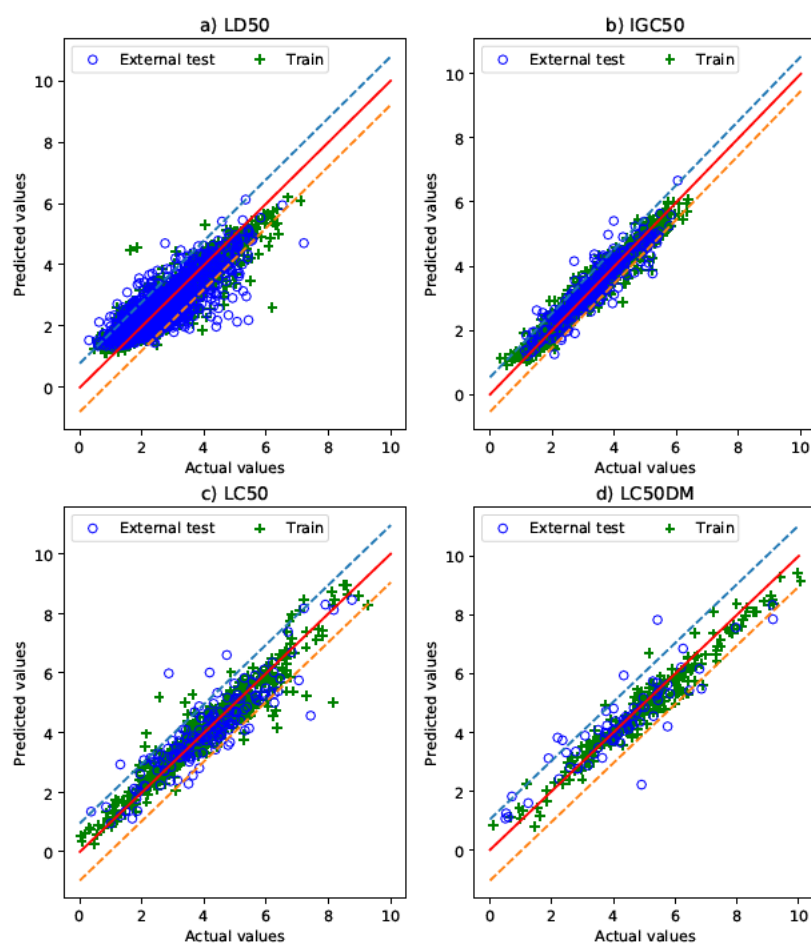 a) LD50
External test
Train
10
8
6
4
2
0
Predicted values
0 2 4 6 8 10
Actual values
b) IGC50
External test
Train
10
8
6
4
2
0
Predicted values
0 2 4 6 8 10
Actual values
c) LC50
External test
Train
10
8
6
4
2
0
Predicted values
0 2 4 6 8 10
Actual values
d) LC50DM
External test
Train
10
8
6
4
2
0
Predicted values
0 2 4 6 8 10
Actual values